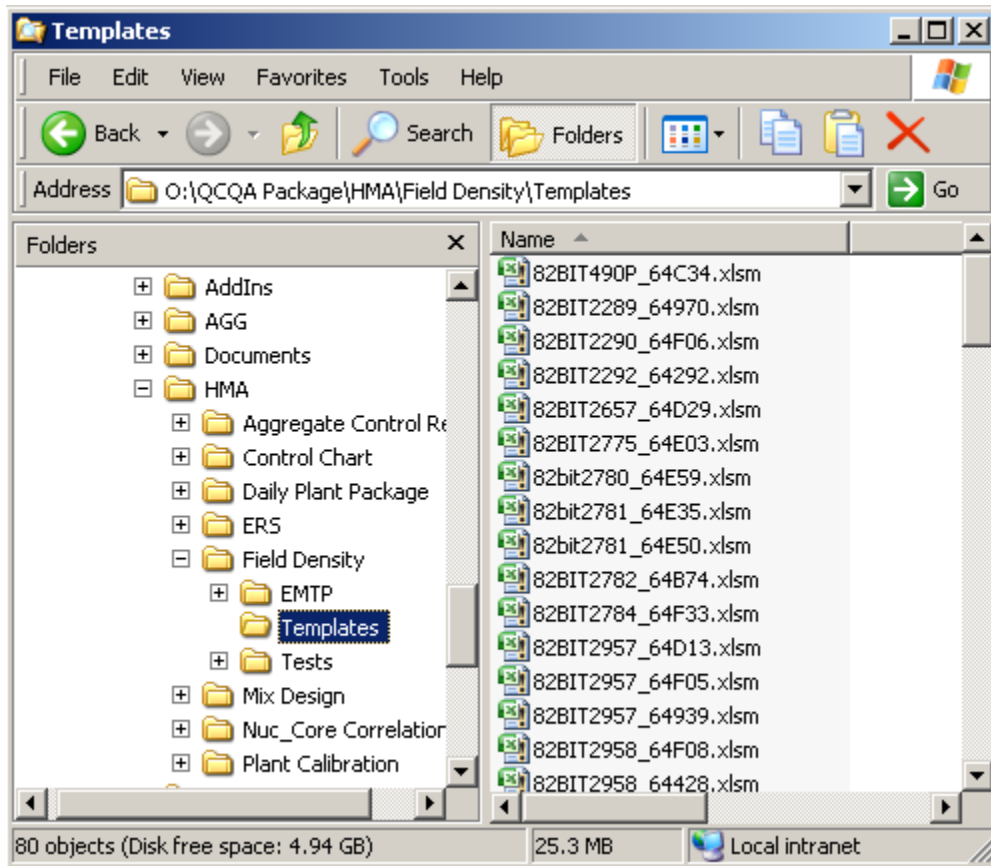 Templates
File Edit View Favorites Tools Help
Back Search Folders
Address O:\QCQA Package\HMA\Field Density\Templates Go
Folders
AddIns
AGG
Documents
HMA
Aggregate Control Re
Control Chart
Daily Plant Package
ERS
Field Density
EMTP
Templates
Tests
Mix Design
Nuc_Core Correlation
Plant Calibration
Name
82BIT490P_64C34.xlsm
82BIT2289_64970.xlsm
82BIT2290_64F06.xlsm
82BIT2292_64292.xlsm
82BIT2657_64D29.xlsm
82BIT2775_64E03.xlsm
82bit2780_64E59.xlsm
82bit2781_64E35.xlsm
82bit2781_64E50.xlsm
82BIT2782_64B74.xlsm
82BIT2784_64F33.xlsm
82BIT2957_64D13.xlsm
82BIT2957_64F05.xlsm
82BIT2957_64939.xlsm
82BIT2958_64F08.xlsm
82BIT2958_64428.xlsm
80 objects (Disk free space: 4.94 GB) 25.3 MB Local intranet